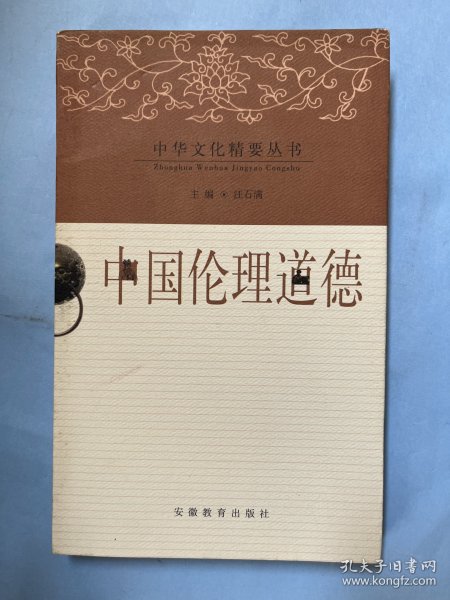 中华文化精要丛书
Zhonghua Wenhua Jingyao Congshu
主编 汪石满
中国伦理道德
安徽教育出版社
孔夫子旧书网
www.kongfz.com